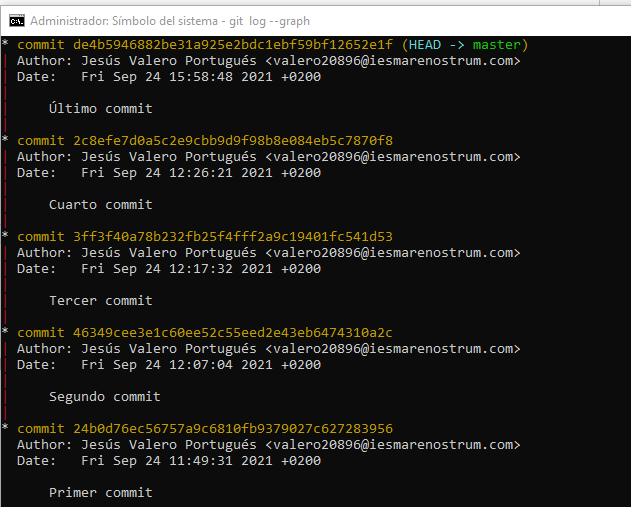 Administrador: Símbolo del sistema - git log --graph
* commit de4b5946882be31a925e2bdc1ebf59bf12652e1f (HEAD -> master)
| Author: Jesús Valero Portugués <valero20896@iesmarenostrum.com>
| Date:   Fri Sep 24 15:58:48 2021 +0200
|
|     Último commit
|
* commit 2c8efe7d0a5c2e9cbb9d9f98b8e084eb5c7870f8
| Author: Jesús Valero Portugués <valero20896@iesmarenostrum.com>
| Date:   Fri Sep 24 12:26:21 2021 +0200
|
|     Cuarto commit
|
* commit 3ff3f40a78b232fb25f4fff2a9c19401fc541d53
| Author: Jesús Valero Portugués <valero20896@iesmarenostrum.com>
| Date:   Fri Sep 24 12:17:32 2021 +0200
|
|     Tercer commit
|
* commit 46349cee3e1c60ee52c55eed2e43eb6474310a2c
| Author: Jesús Valero Portugués <valero20896@iesmarenostrum.com>
| Date:   Fri Sep 24 12:07:04 2021 +0200
|
|     Segundo commit
|
* commit 24b0d76ec56757a9c6810fb9379027c627283956
  Author: Jesús Valero Portugués <valero20896@iesmarenostrum.com>
  Date:   Fri Sep 24 11:49:31 2021 +0200

      Primer commit